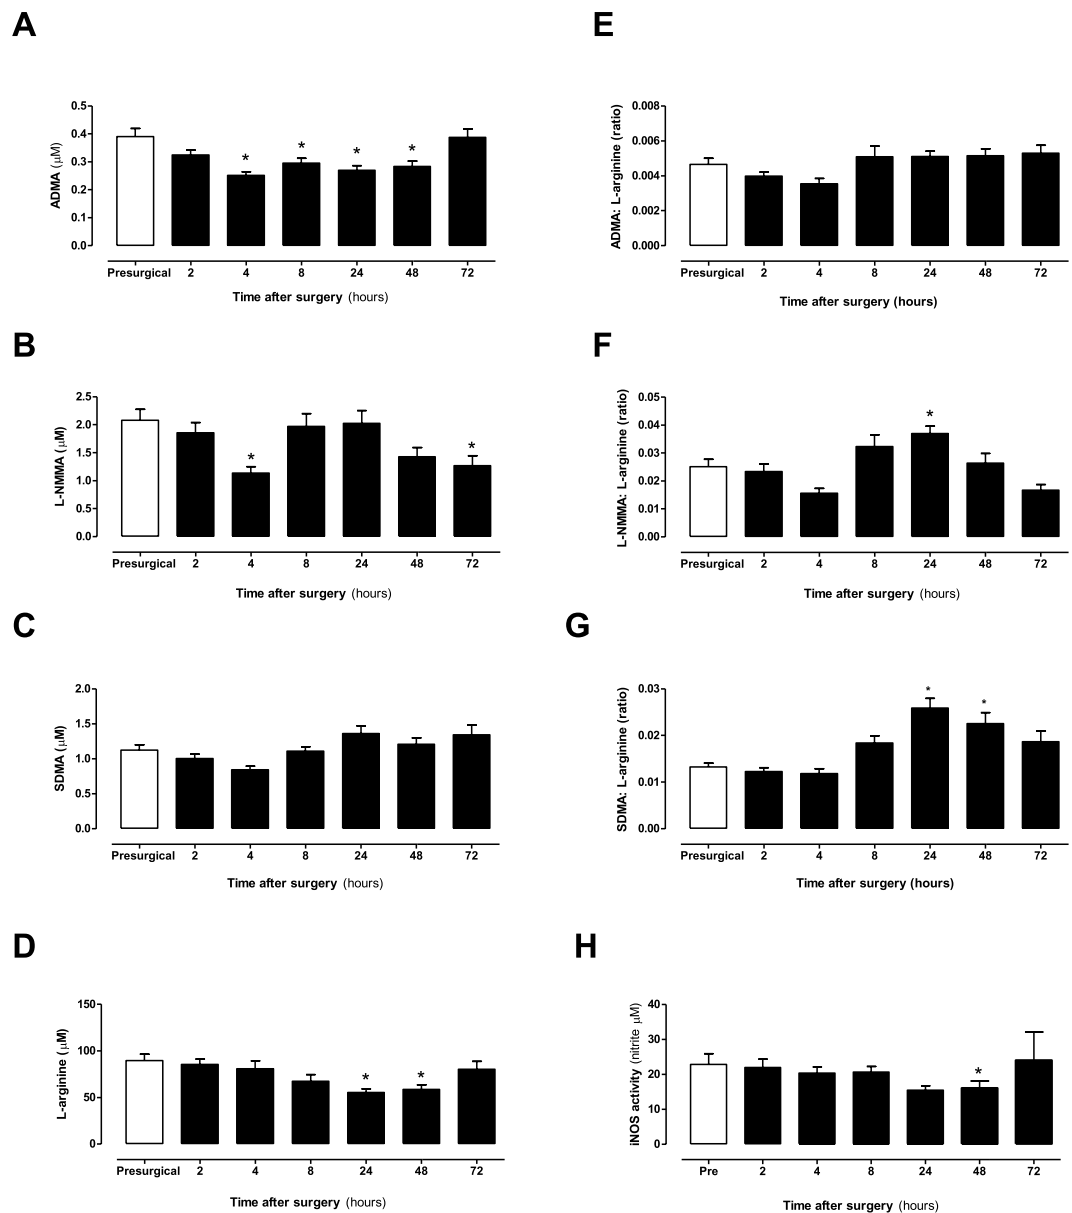 A
ADMA (µM)
0.5
0.4
0.3
0.2
0.1
0.0
* * * *
Presurgical 2 4 8 24 48 72
Time after surgery (hours)
E
ADMA: L-arginine (ratio)
0.008
0.006
0.004
0.002
0.000
Presurgical 2 4 8 24 48 72
Time after surgery (hours)
B
L-NMMA (µM)
2.5
2.0
1.5
1.0
0.5
0.0
* *
Presurgical 2 4 8 24 48 72
Time after surgery (hours)
F
L-NMMA: L-arginine (ratio)
0.05
0.04
0.03
0.02
0.01
0.00
*
Presurgical 2 4 8 24 48 72
Time after surgery (hours)
C
SDMA (µM)
2.0
1.5
1.0
0.5
0.0
Presurgical 2 4 8 24 48 72
Time after surgery (hours)
G
SDMA: L-arginine (ratio)
0.03
0.02
0.01
0.00
* *
Presurgical 2 4 8 24 48 72
Time after surgery (hours)
D
L-arginine (µM)
150
100
50
0
* *
Presurgical 2 4 8 24 48 72
Time after surgery (hours)
H
iNOS activity (nitrite µM)
40
30
20
10
0
*
Pre 2 4 8 24 48 72
Time after surgery (hours)